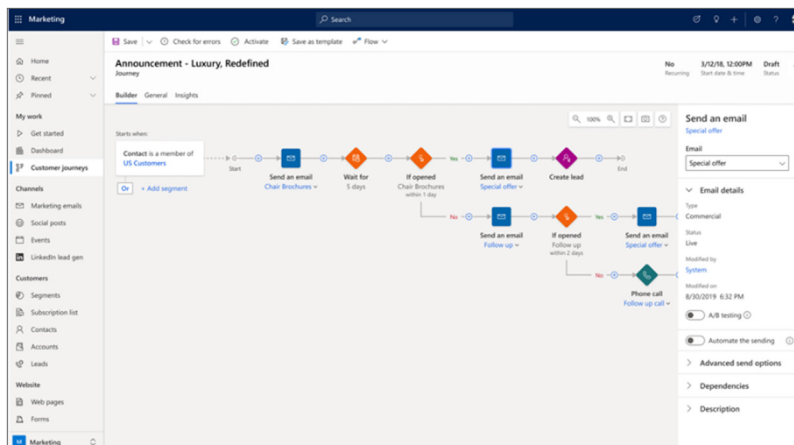 Marketing
Search
Save
Check for errors
Activate
Save as template
Flow
Home
Recent
Pinned
My work
Get started
Dashboard
Customer journeys
Channels
Marketing emails
Social posts
Events
LinkedIn lead gen
Customers
Segments
Subscription list
Contacts
Accounts
Leads
Website
Web pages
Forms
M Marketing
Announcement - Luxury, Redefined
Journey
No
Recurring
3/12/18, 12:00PM
Start date & time
Draft
Status
Builder General Insights
100%
Starts when:
Contact is a member of
US Customers
Or + Add segment
Start
Send an email
Chair Brochures
Wait for
5 days
If opened
Chair Brochures
within 1 day
Yes
Send an email
Special offer
Create lead
End
No
Send an email
Follow up
If opened
Follow up
within 2 days
Yes
Send an email
Special offer
No
Phone call
Follow up call
Send an email
Special offer
Email
Special offer
Email details
Type
Commercial
Status
Live
Modified by
System
Modified on
8/30/2019 6:32 PM
A/B testing
Automate the sending
Advanced send options
Dependencies
Description